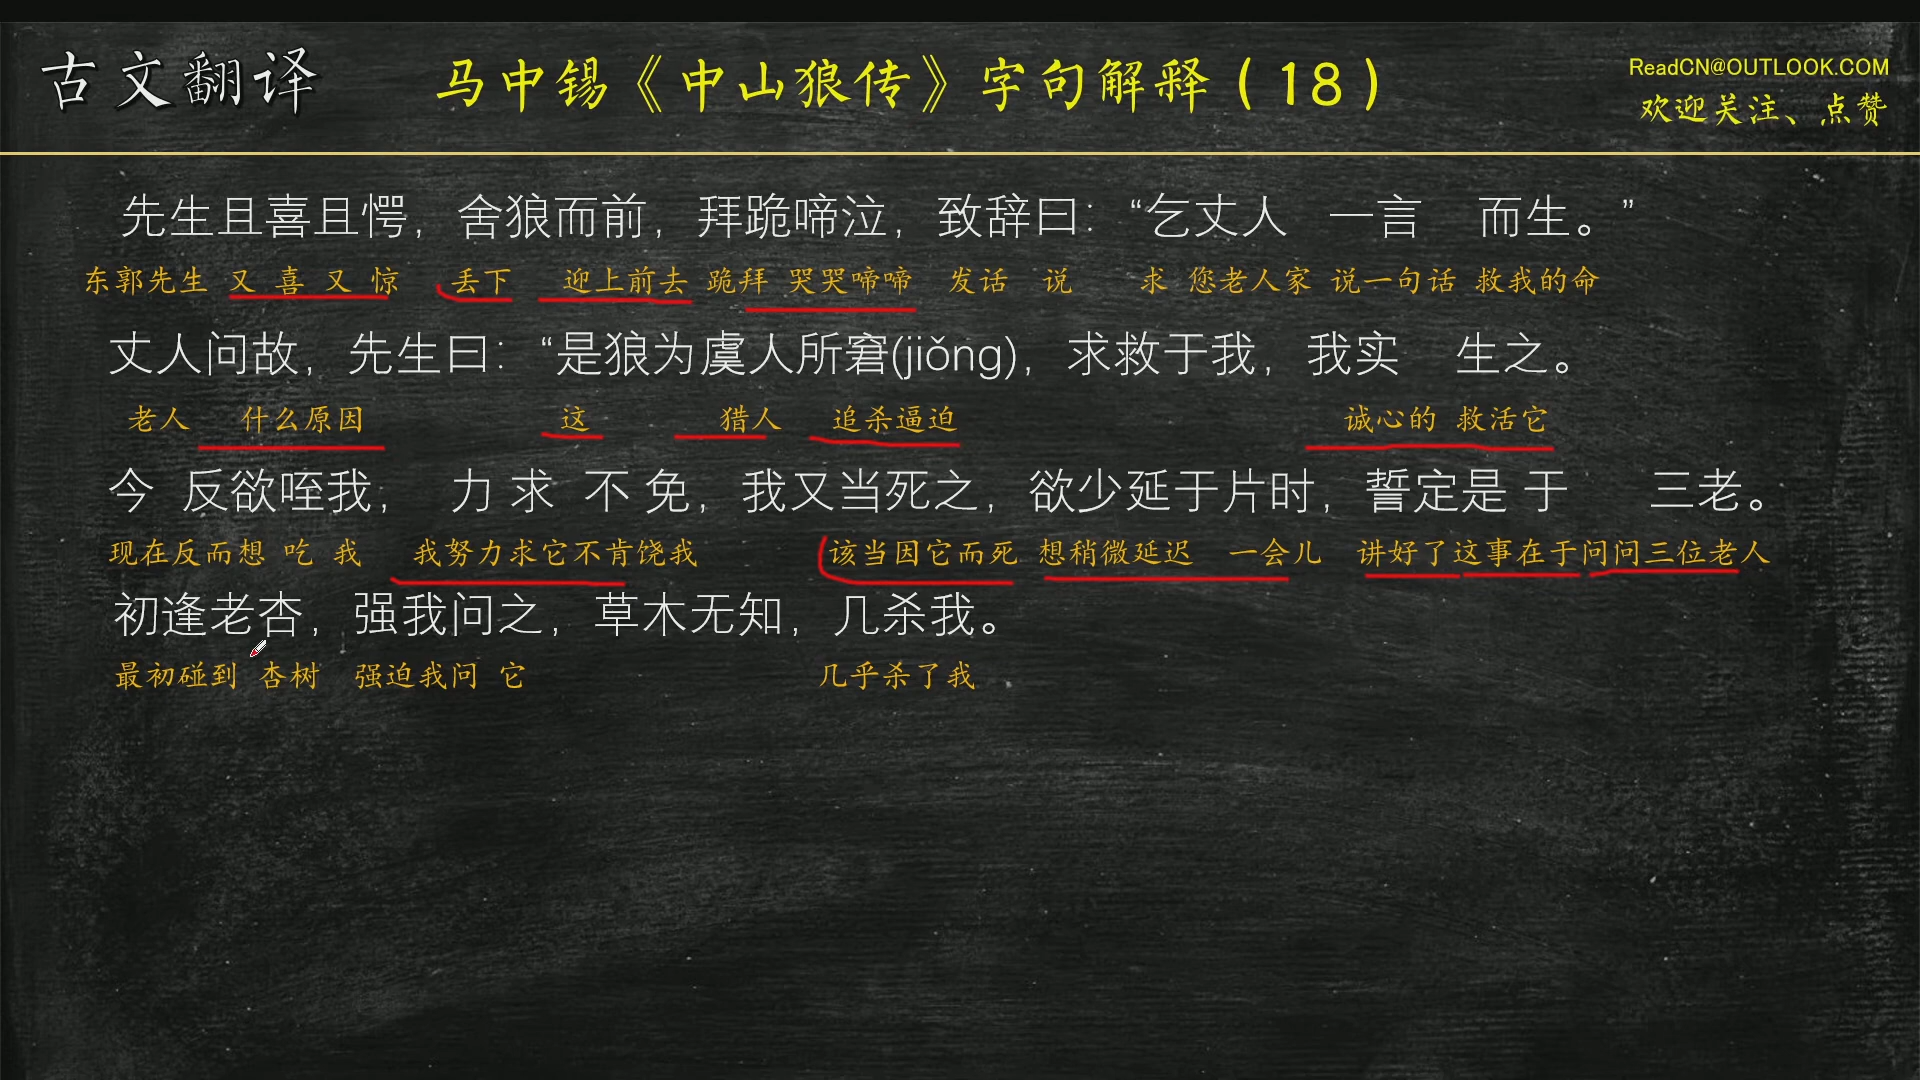 古文翻译
马中锡《中山狼传》字句解释（18）
ReadCN@OUTLOOK.COM
欢迎关注、点赞
先生且喜且愕，舍狼而前，拜跪啼泣，致辞曰：“乞丈人 一言 而生。”
东郭先生 又 喜 又 惊 丢下 迎上前去 跪拜 哭哭啼啼 发话 说 求 您老人家 说一句话 救我的命
丈人问故，先生曰：“是狼为虞人所窘(jiǒng)，求救于我，我实 生之。
老人 什么原因 这 猎人 追杀逼迫 诚心的 救活它
今 反欲咥我， 力 求 不 免，我又当死之，欲少延于片时，誓定是 于 三老。
现在反而想 吃 我 我努力求它不肯饶我 该当因它而死 想稍微延迟 一会儿 讲好了这事在于问问三位老人
初逢老杏，强我问之，草木无知，几杀我。
最初碰到 杏树 强迫我问 它 几乎杀了我